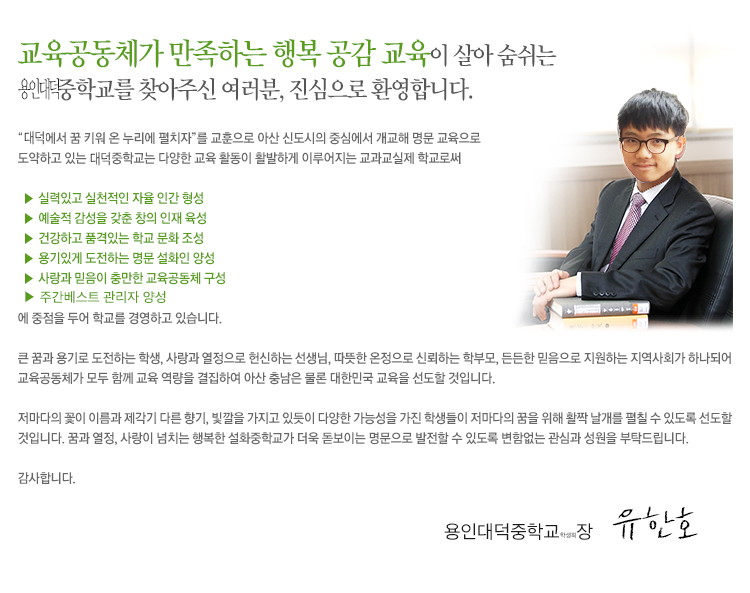 교육공동체가 만족하는 행복 공감 교육이 살아 숨쉬는
용인대덕중학교를 찾아주신 여러분, 진심으로 환영합니다.
“대덕에서 꿈 키워 온 누리에 펼치자”를 교훈으로 아산 신도시의 중심에서 개교해 명문 교육으로
도약하고 있는 대덕중학교는 다양한 교육 활동이 활발하게 이루어지는 교과교실제 학교로써
▶ 실력있고 실천적인 자율 인간 형성
▶ 예술적 감성을 갖춘 창의 인재 육성
▶ 건강하고 품격있는 학교 문화 조성
▶ 용기있게 도전하는 명문 설화인 양성
▶ 사랑과 믿음이 충만한 교육공동체 구성
▶ 주간베스트 관리자 양성
에 중점을 두어 학교를 경영하고 있습니다.
큰 꿈과 용기로 도전하는 학생, 사랑과 열정으로 헌신하는 선생님, 따뜻한 온정으로 신뢰하는 학부모, 든든한 믿음으로 지원하는 지역사회가 하나되어
교육공동체가 모두 함께 교육 역량을 결집하여 아산 충남은 물론 대한민국 교육을 선도할 것입니다.
저마다의 꽃이 이름과 제각기 다른 향기, 빛깔을 가지고 있듯이 다양한 가능성을 가진 학생들이 저마다의 꿈을 위해 활짝 날개를 펼칠 수 있도록 선도할
것입니다. 꿈과 열정, 사랑이 넘치는 행복한 설화중학교가 더욱 돋보이는 명문으로 발전할 수 있도록 변함없는 관심과 성원을 부탁드립니다.
감사합니다.
용인대덕중학교학생회장 유한호